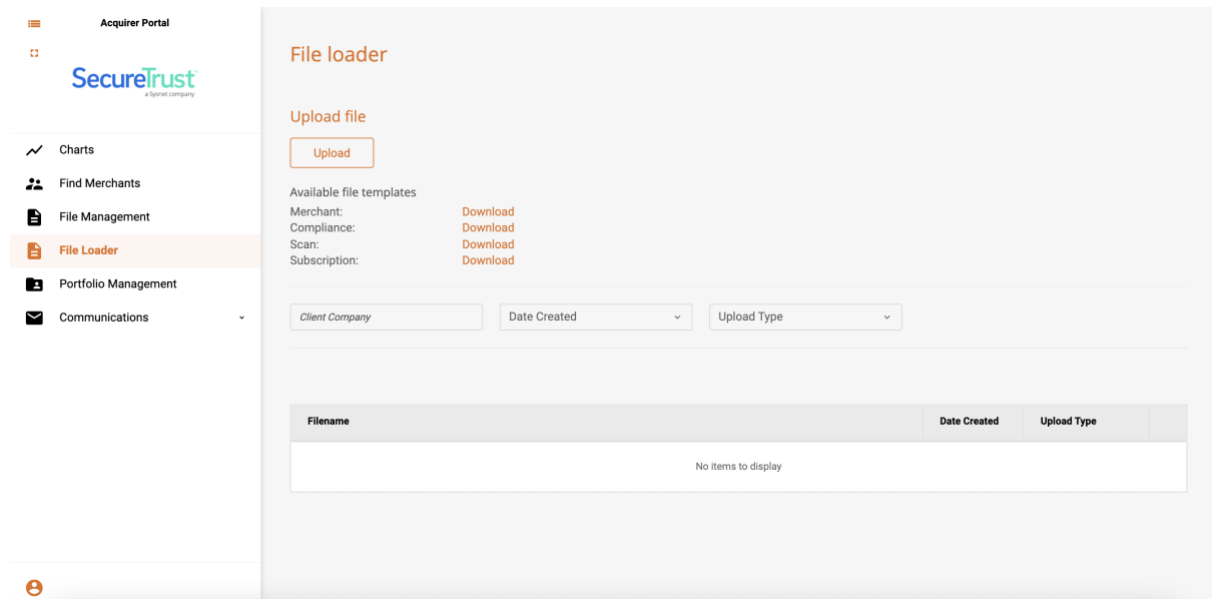 Acquirer Portal
SecureTrust™
a Sysnet company
Charts
Find Merchants
File Management
File Loader
Portfolio Management
Communications
File loader
Upload file
Upload
Available file templates
Merchant: Download
Compliance: Download
Scan: Download
Subscription: Download
Client Company Date Created Upload Type
Filename Date Created Upload Type
No items to display